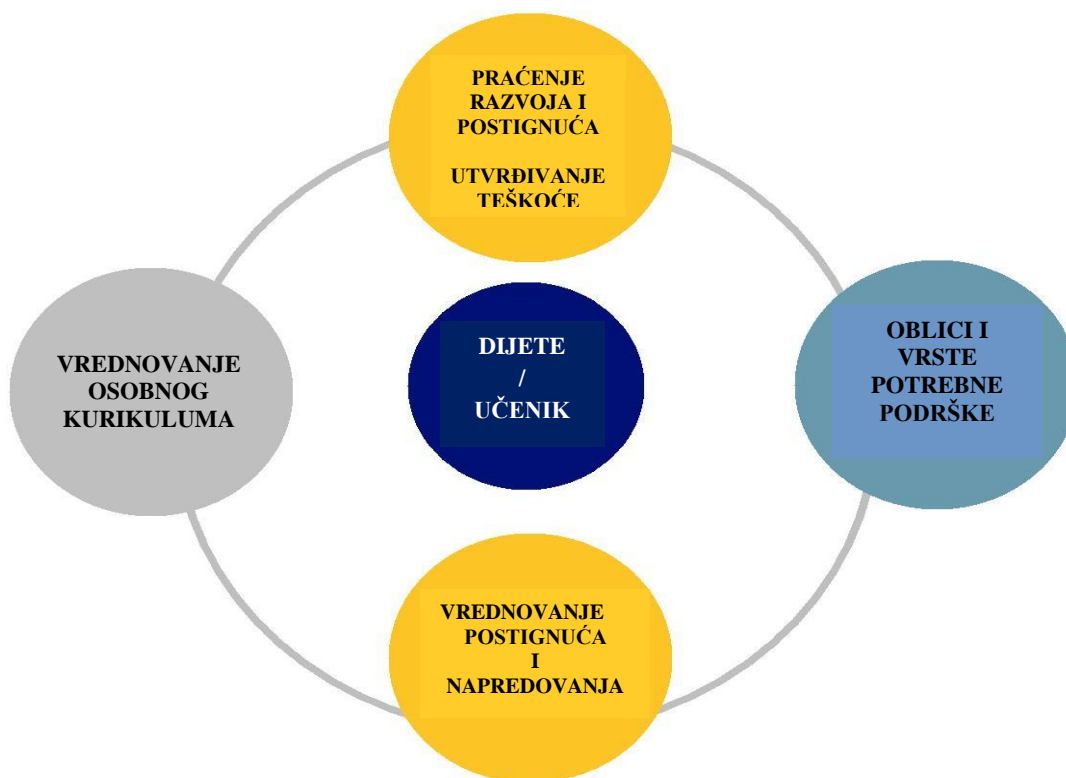 PRAĆENJE
RAZVOJA I
POSTIGNUĆA
UTVRĐIVANJE
TEŠKOĆE
VREDNOVANJE
OSOBNOG
KURIKULUMA
DIJETE
/
UČENIK
OBLICI I
VRSTE
POTREBNE
PODRŠKE
VREDNOVANJE
POSTIGNUĆA
I
NAPREDOVANJA